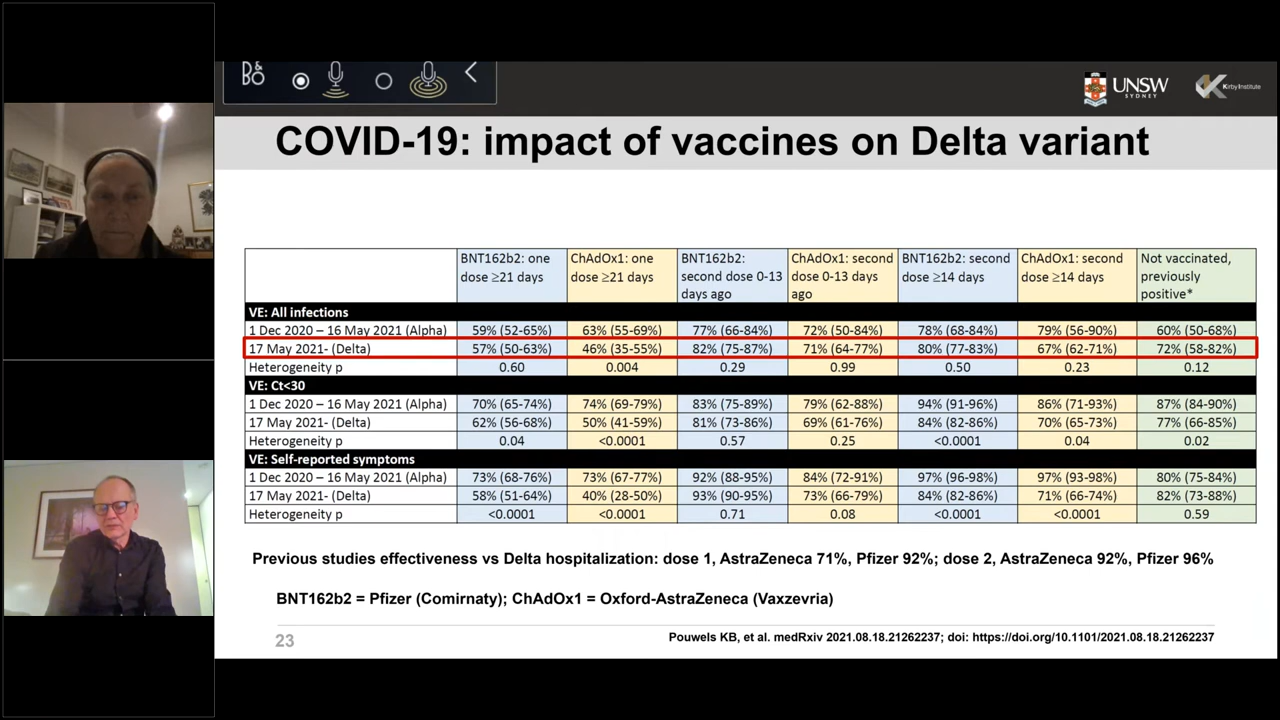 B&O
UNSW
SYDNEY
Kirby Institute
COVID-19: impact of vaccines on Delta variant
BNT162b2: one dose ≥21 days
ChAdOx1: one dose ≥21 days
BNT162b2: second dose 0-13 days ago
ChAdOx1: second dose 0-13 days ago
BNT162b2: second dose ≥14 days
ChAdOx1: second dose ≥14 days
Not vaccinated, previously positive*
VE: All infections
1 Dec 2020 – 16 May 2021 (Alpha) 59% (52-65%) 63% (55-69%) 77% (66-84%) 72% (50-84%) 78% (68-84%) 79% (56-90%) 60% (50-68%)
17 May 2021- (Delta) 57% (50-63%) 46% (35-55%) 82% (75-87%) 71% (64-77%) 80% (77-83%) 67% (62-71%) 72% (58-82%)
Heterogeneity p 0.60 0.004 0.29 0.99 0.50 0.23 0.12
VE: Ct<30
1 Dec 2020 – 16 May 2021 (Alpha) 70% (65-74%) 74% (69-79%) 83% (75-89%) 79% (62-88%) 94% (91-96%) 86% (71-93%) 87% (84-90%)
17 May 2021- (Delta) 62% (56-68%) 50% (41-59%) 81% (73-86%) 69% (61-76%) 84% (82-86%) 70% (65-73%) 77% (66-85%)
Heterogeneity p 0.04 <0.0001 0.57 0.25 <0.0001 0.04 0.02
VE: Self-reported symptoms
1 Dec 2020 – 16 May 2021 (Alpha) 73% (68-76%) 73% (67-77%) 92% (88-95%) 84% (72-91%) 97% (96-98%) 97% (93-98%) 80% (75-84%)
17 May 2021- (Delta) 58% (51-64%) 40% (28-50%) 93% (90-95%) 73% (66-79%) 84% (82-86%) 71% (66-74%) 82% (73-88%)
Heterogeneity p <0.0001 <0.0001 0.71 0.08 <0.0001 <0.0001 0.59
Previous studies effectiveness vs Delta hospitalization: dose 1, AstraZeneca 71%, Pfizer 92%; dose 2, AstraZeneca 92%, Pfizer 96%
BNT162b2 = Pfizer (Comirnaty); ChAdOx1 = Oxford-AstraZeneca (Vaxzevria)
23
Pouwels KB, et al. medRxiv 2021.08.18.21262237; doi: https://doi.org/10.1101/2021.08.18.21262237